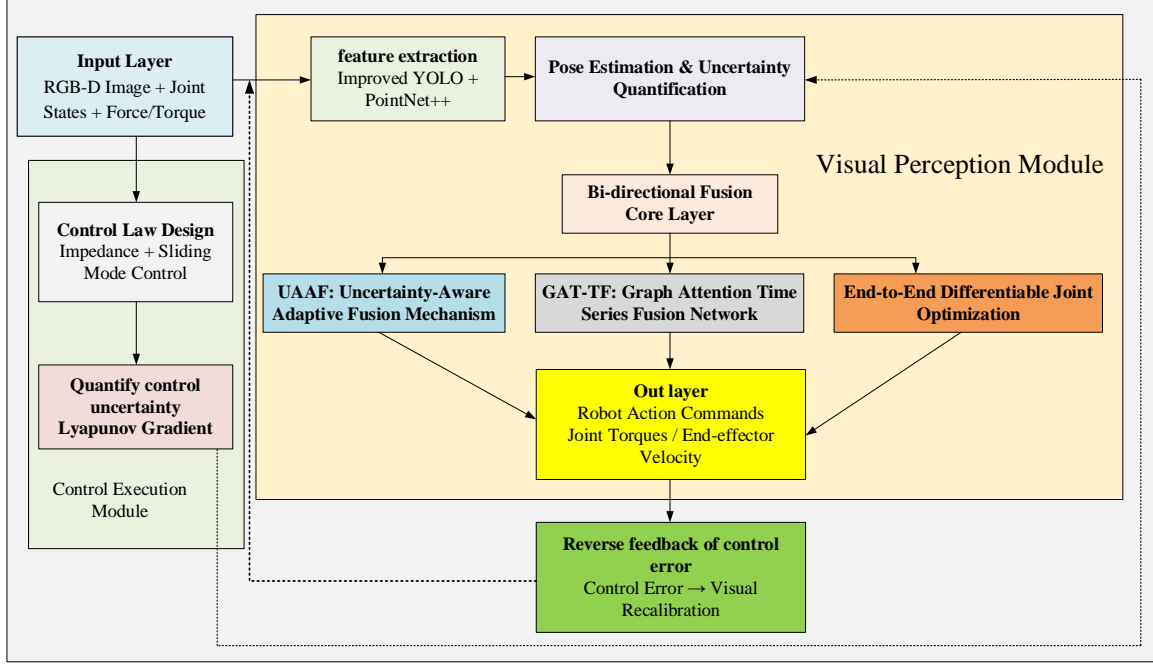 Input Layer
RGB-D Image + Joint
States + Force/Torque
feature extraction
Improved YOLO +
PointNet++
Pose Estimation & Uncertainty
Quantification
Visual Perception Module
Bi-directional Fusion
Core Layer
Control Law Design
Impedance + Sliding
Mode Control
UAAF: Uncertainty-Aware
Adaptive Fusion Mechanism
GAT-TF: Graph Attention Time
Series Fusion Network
End-to-End Differentiable Joint
Optimization
Quantify control
uncertainty
Lyapunov Gradient
Out layer
Robot Action Commands
Joint Torques / End-effector
Velocity
Control Execution
Module
Reverse feedback of control
error
Control Error → Visual
Recalibration